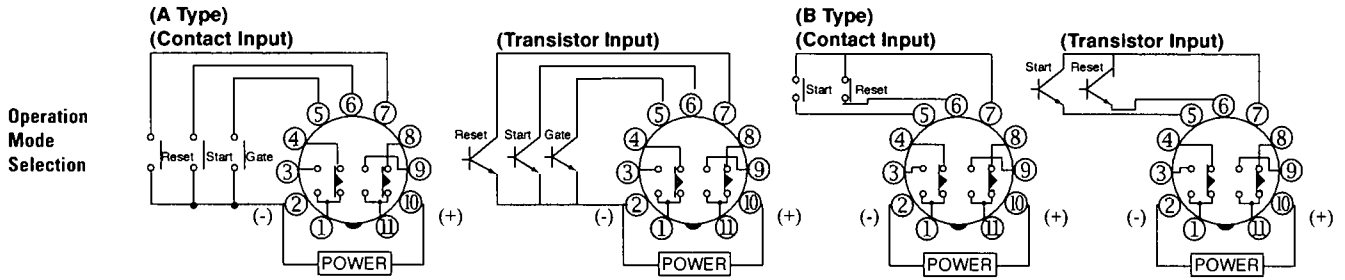 (A Type)
(Contact Input)
(Transistor Input)
(B Type)
(Contact Input)
(Transistor Input)
Operation
Mode
Selection
Reset Start Gate
⑤ ⑥ ⑦
④ ⑧
③ ⑨
② ⑩
① ⑪
(-) (+)
POWER
Reset Start Gate
⑤ ⑥ ⑦
④ ⑧
③ ⑨
② ⑩
① ⑪
(-) (+)
POWER
Start Reset
⑤ ⑥ ⑦
④ ⑧
③ ⑨
② ⑩
① ⑪
(-) (+)
POWER
Start Reset
⑤ ⑥ ⑦
④ ⑧
③ ⑨
② ⑩
① ⑪
(-) (+)
POWER